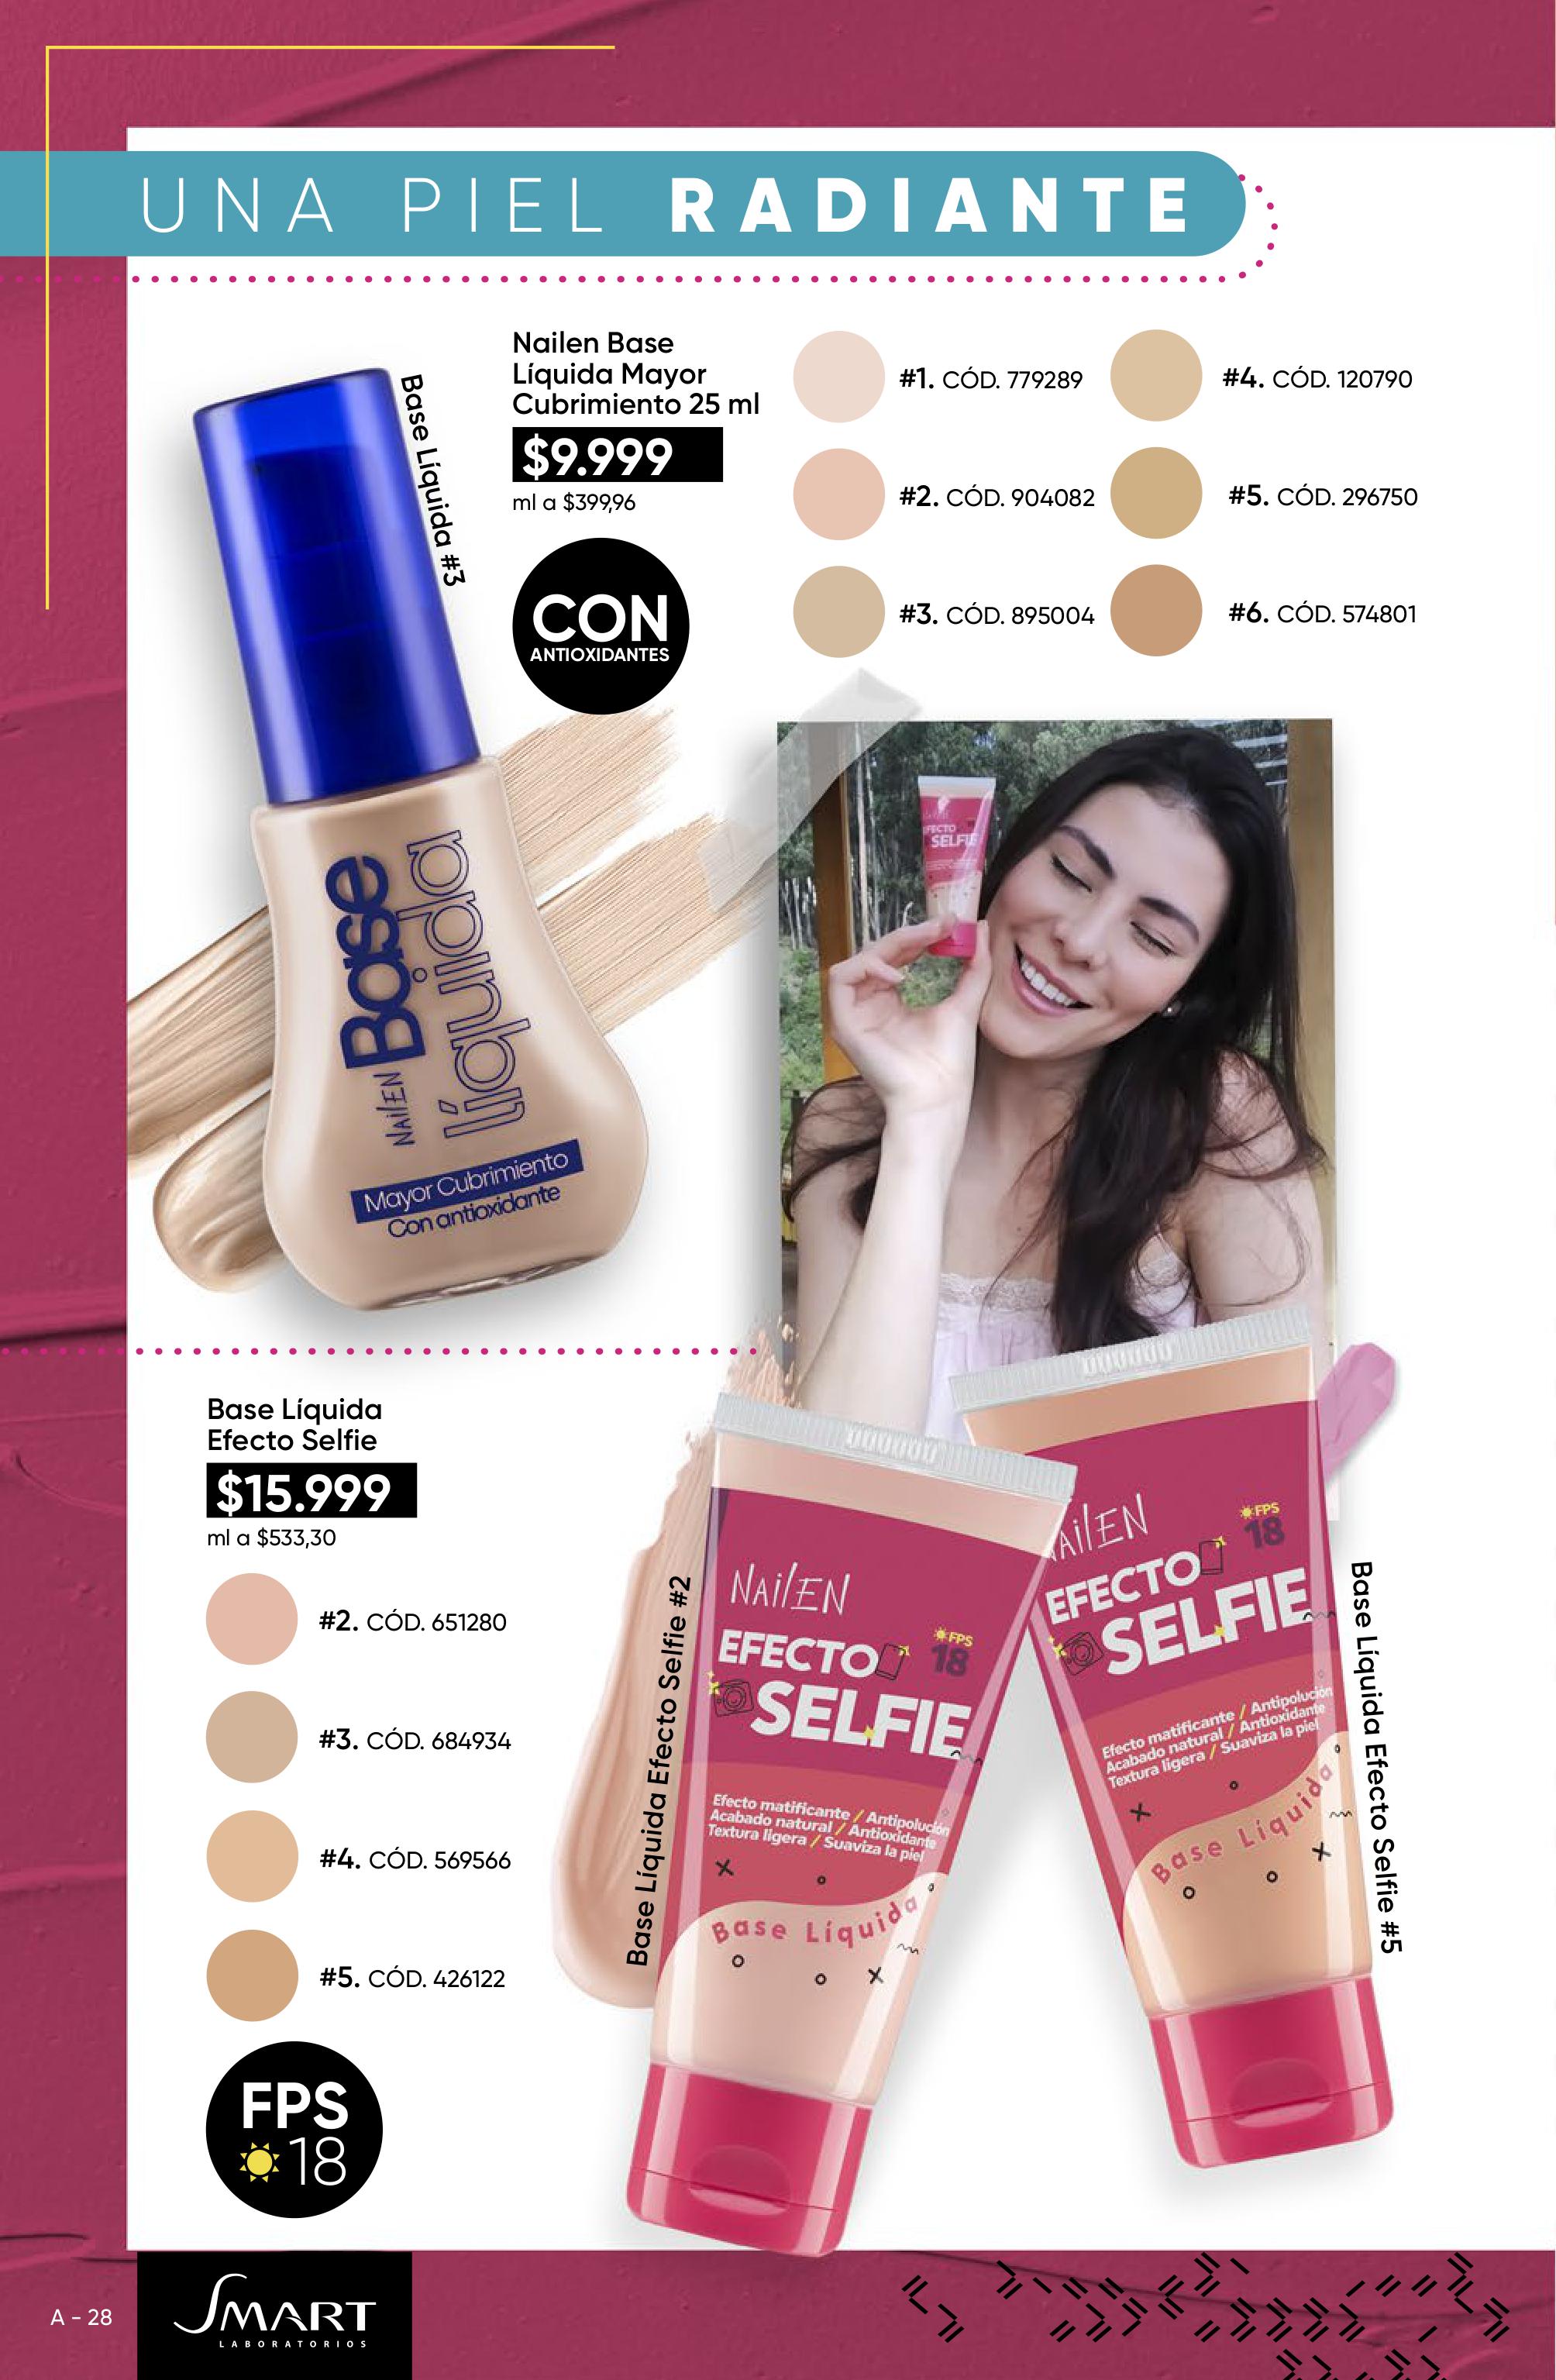 UNA PIEL RADIANTE
Nailen Base
Líquida Mayor
Cubrimiento 25 ml
$9.999
ml a $399,96
CON
ANTIOXIDANTES
#1. CÓD. 779289
#2. CÓD. 904082
#3. CÓD. 895004
#4. CÓD. 120790
#5. CÓD. 296750
#6. CÓD. 574801
Base Líquida #3
NAILEN Base
líquida
Mayor Cubrimiento
Con antioxidante
EFECTO
SELFIE
Base Líquida
Efecto Selfie
$15.999
ml a $533,30
#2. CÓD. 651280
#3. CÓD. 684934
#4. CÓD. 569566
#5. CÓD. 426122
FPS
18
Base Líquida Efecto Selfie #2
NAILEN
EFECTO
FPS
18
SELFIE
Efecto matificante / Antipolución
Acabado natural / Antioxidante
Textura ligera / Suaviza la piel
Base Líquida
NAILEN
EFECTO
FPS
18
SELFIE
Efecto matificante / Antipolución
Acabado natural / Antioxidante
Textura ligera / Suaviza la piel
Base Líquida
Base Líquida Efecto Selfie #5
A - 28
SMART
LABORATORIOS